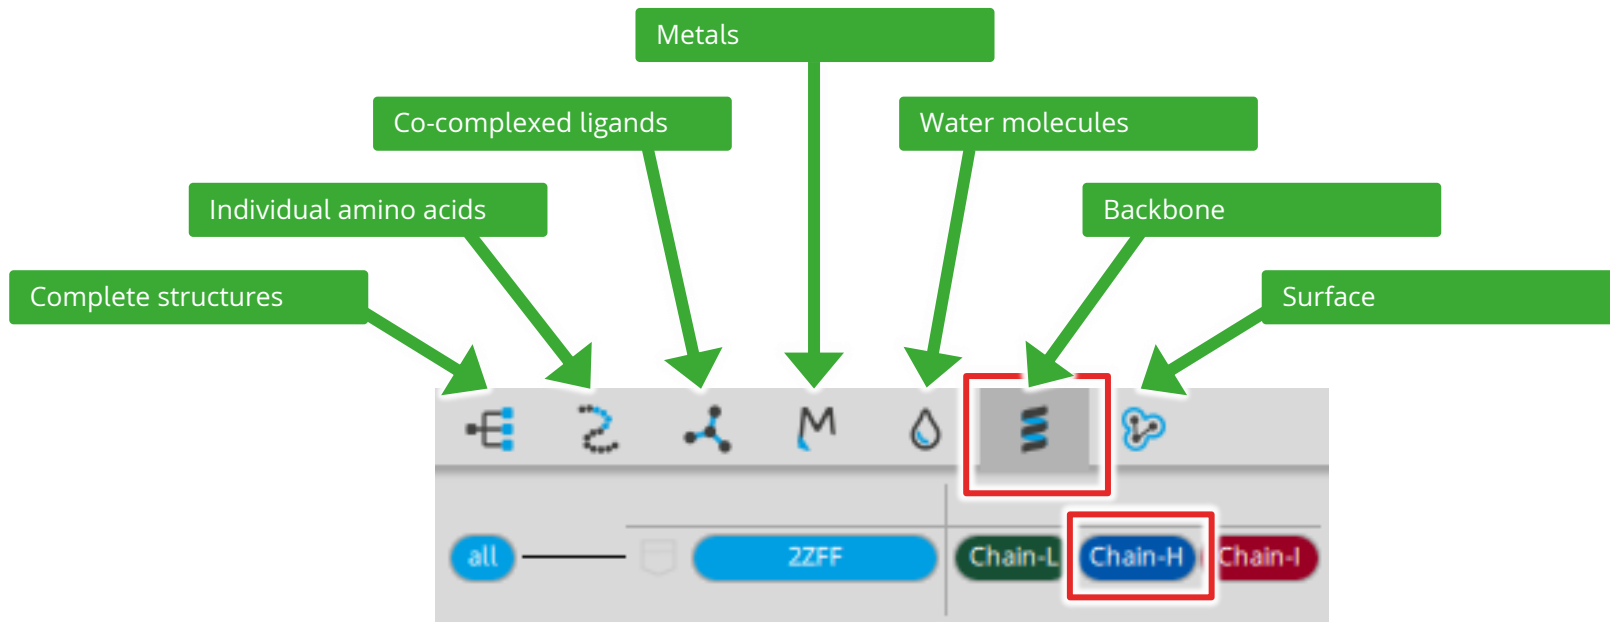 Metals
Co-complexed ligands
Water molecules
Individual amino acids
Backbone
Complete structures
Surface
M
all
2ZFF
Chain-L
Chain-H
Chain-I